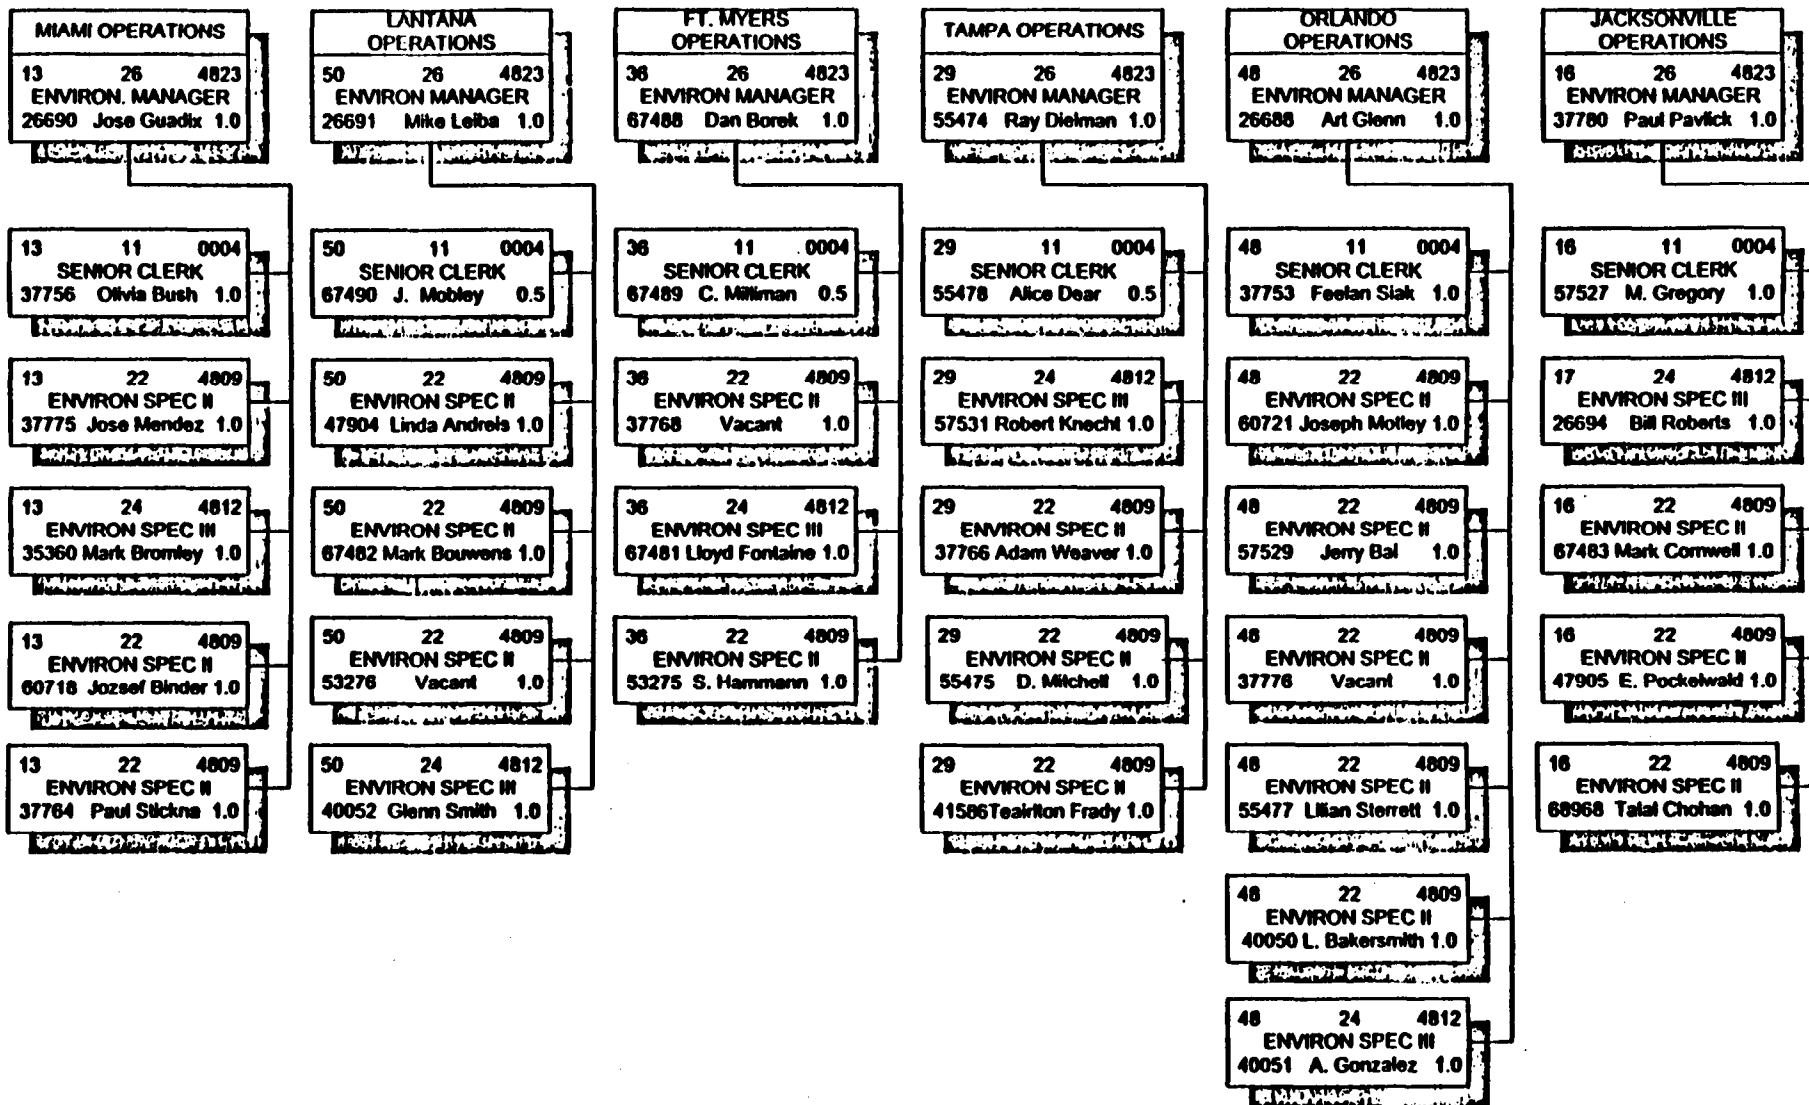 MIAMI OPERATIONS
13 26 4823
ENVIRON. MANAGER
26690 Jose Guadix 1.0
13 11 0004
SENIOR CLERK
37756 Olivia Bush 1.0
13 22 4809
ENVIRON SPEC II
37775 Jose Mendez 1.0
13 24 4812
ENVIRON SPEC III
35360 Mark Bromley 1.0
13 22 4809
ENVIRON SPEC II
60718 Jozsef Binder 1.0
13 22 4809
ENVIRON SPEC II
37764 Paul Stickna 1.0
LANTANA
OPERATIONS
50 26 4823
ENVIRON MANAGER
26691 Mike Leiba 1.0
50 11 0004
SENIOR CLERK
67490 J. Mobley 0.5
50 22 4809
ENVIRON SPEC II
47904 Linda Andreis 1.0
50 22 4809
ENVIRON SPEC II
67482 Mark Bouwens 1.0
50 22 4809
ENVIRON SPEC II
53276 Vacant 1.0
50 24 4812
ENVIRON SPEC III
40052 Glenn Smith 1.0
FT. MYERS
OPERATIONS
36 26 4823
ENVIRON MANAGER
67488 Dan Borek 1.0
36 11 0004
SENIOR CLERK
67489 C. Milliman 0.5
36 22 4809
ENVIRON SPEC II
37768 Vacant 1.0
36 24 4812
ENVIRON SPEC III
67481 Lloyd Fontaine 1.0
36 22 4809
ENVIRON SPEC II
53275 S. Hammann 1.0
TAMPA OPERATIONS
29 26 4823
ENVIRON MANAGER
55474 Ray Dielman 1.0
29 11 0004
SENIOR CLERK
55478 Alice Dear 0.5
29 24 4812
ENVIRON SPEC III
57531 Robert Knecht 1.0
29 22 4809
ENVIRON SPEC II
37766 Adam Weaver 1.0
29 22 4809
ENVIRON SPEC II
55475 D. Mitchell 1.0
29 22 4809
ENVIRON SPEC II
41586 Teairlton Frady 1.0
ORLANDO
OPERATIONS
48 26 4823
ENVIRON MANAGER
26688 Art Glenn 1.0
48 11 0004
SENIOR CLERK
37753 Feelan Siak 1.0
48 22 4809
ENVIRON SPEC II
60721 Joseph Motley 1.0
48 22 4809
ENVIRON SPEC II
57529 Jerry Bal 1.0
48 22 4809
ENVIRON SPEC II
37776 Vacant 1.0
48 22 4809
ENVIRON SPEC II
55477 Lilian Sterrett 1.0
48 22 4809
ENVIRON SPEC II
40050 L. Bakersmith 1.0
48 24 4812
ENVIRON SPEC III
40051 A. Gonzalez 1.0
JACKSONVILLE
OPERATIONS
16 26 4823
ENVIRON MANAGER
37780 Paul Pavlick 1.0
16 11 0004
SENIOR CLERK
57527 M. Gregory 1.0
17 24 4812
ENVIRON SPEC III
26694 Bill Roberts 1.0
16 22 4809
ENVIRON SPEC II
67483 Mark Cornwell 1.0
16 22 4809
ENVIRON SPEC II
47905 E. Pockelwald 1.0
16 22 4809
ENVIRON SPEC II
68968 Talal Chohan 1.0